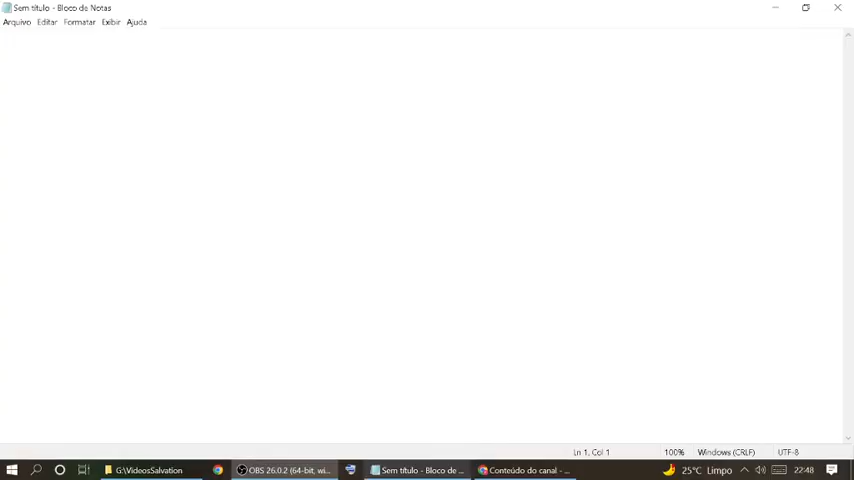 Sem título - Bloco de Notas
Arquivo Editar Formatar Exibir Ajuda
Ln 1, Col 1 100% Windows (CRLF) UTF-8
G:\VideosSalvation OBS 26.0.2 (64-bit, wi... Sem título - Bloco de ... Conteúdo do canal - ... 25°C Limpo 22:48